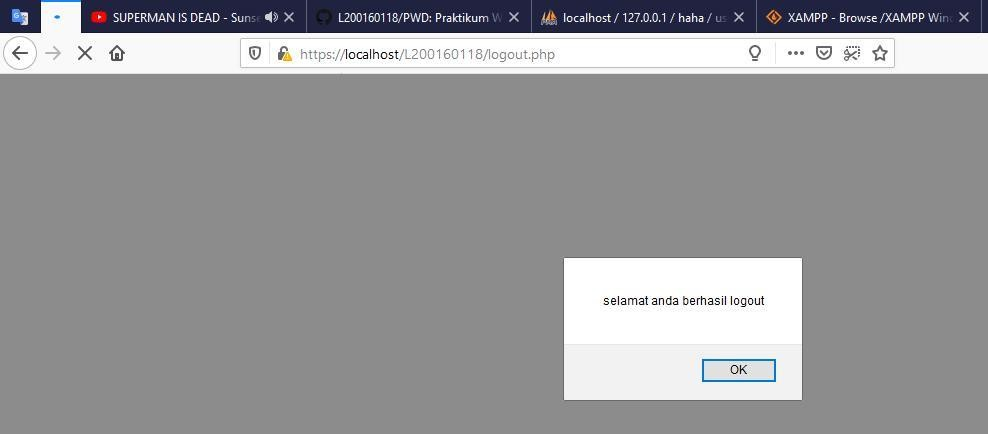 SUPERMAN IS DEAD - Suns
L200160118/PWD: Praktikum W
localhost / 127.0.0.1 / haha / us
XAMPP - Browse /XAMPP Wind
https://localhost/L200160118/logout.php
selamat anda berhasil logout
OK